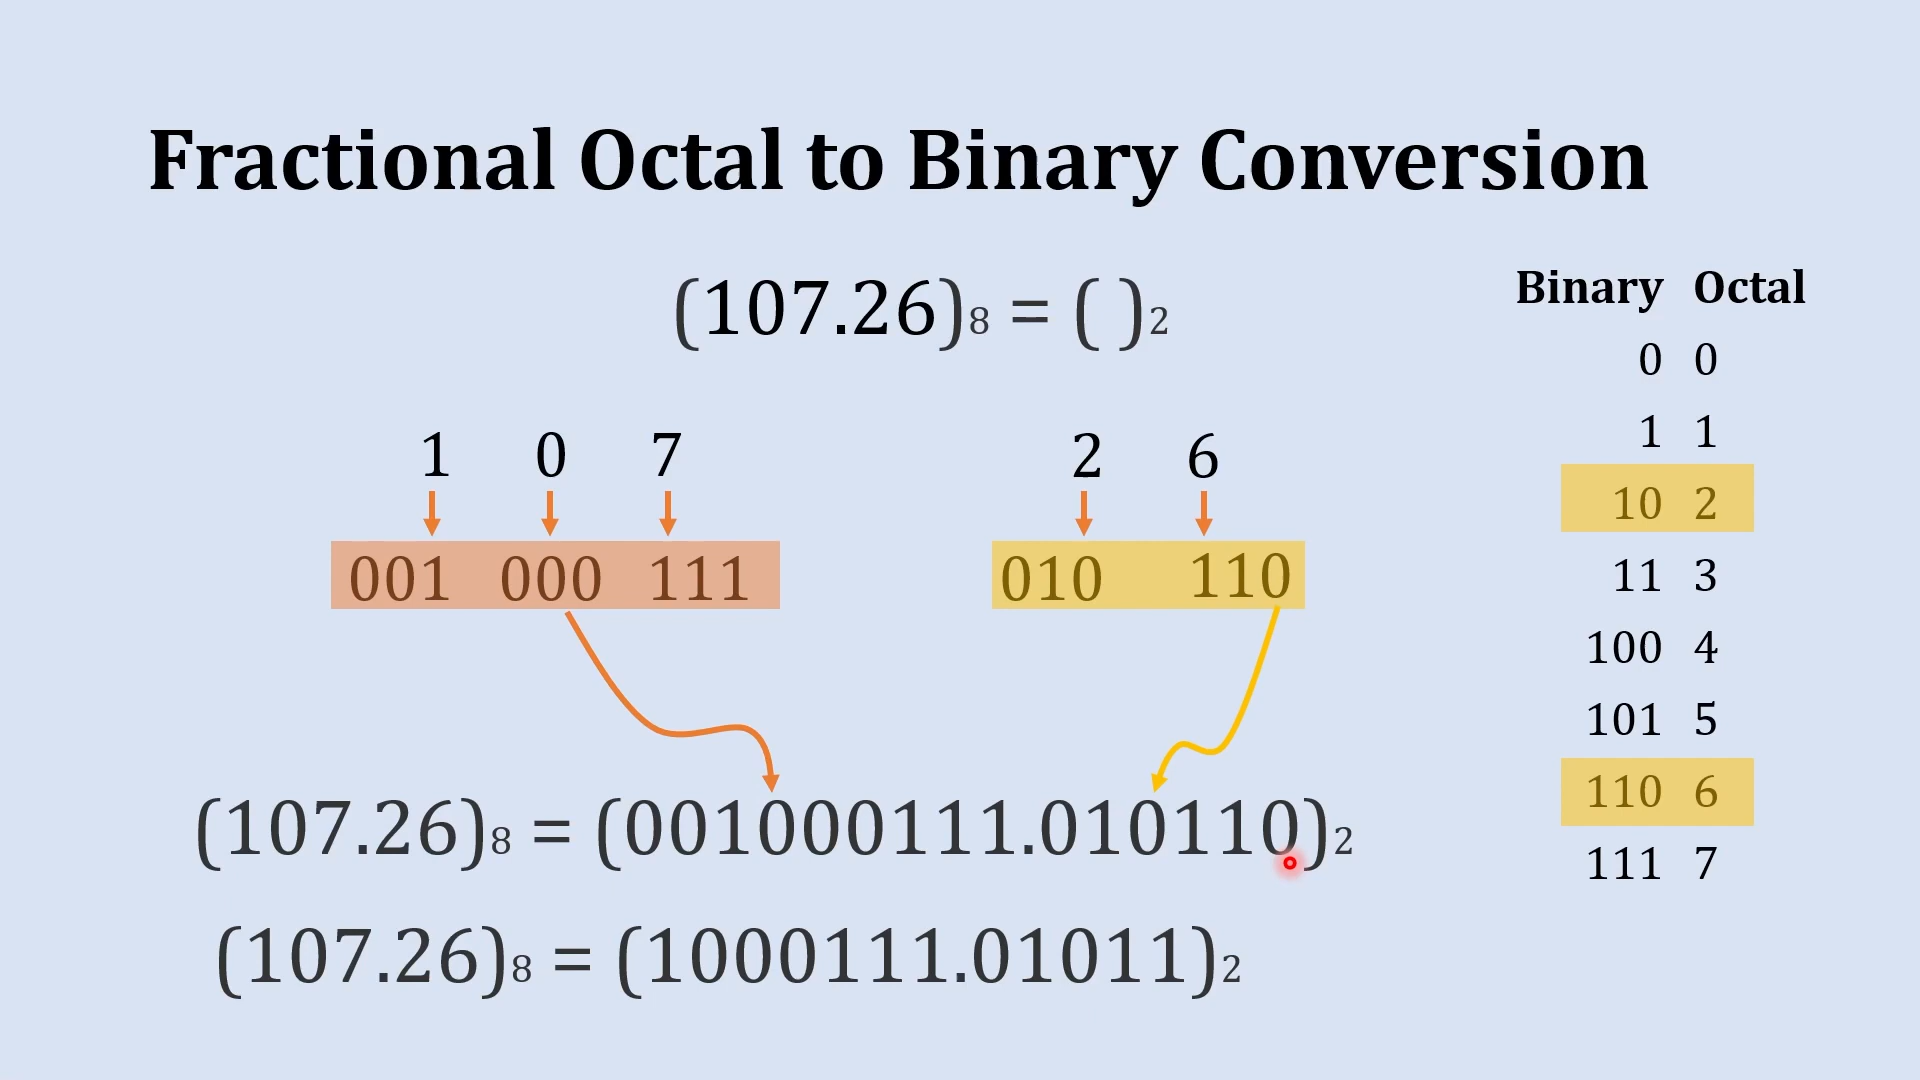 Fractional Octal to Binary Conversion
(107.26)8 = ( )2
Binary Octal
0 0
1 1
10 2
11 3
100 4
101 5
110 6
111 7
1 0 7
001 000 111
2 6
010 110
(107.26)8 = (001000111.010110)2
(107.26)8 = (1000111.01011)2